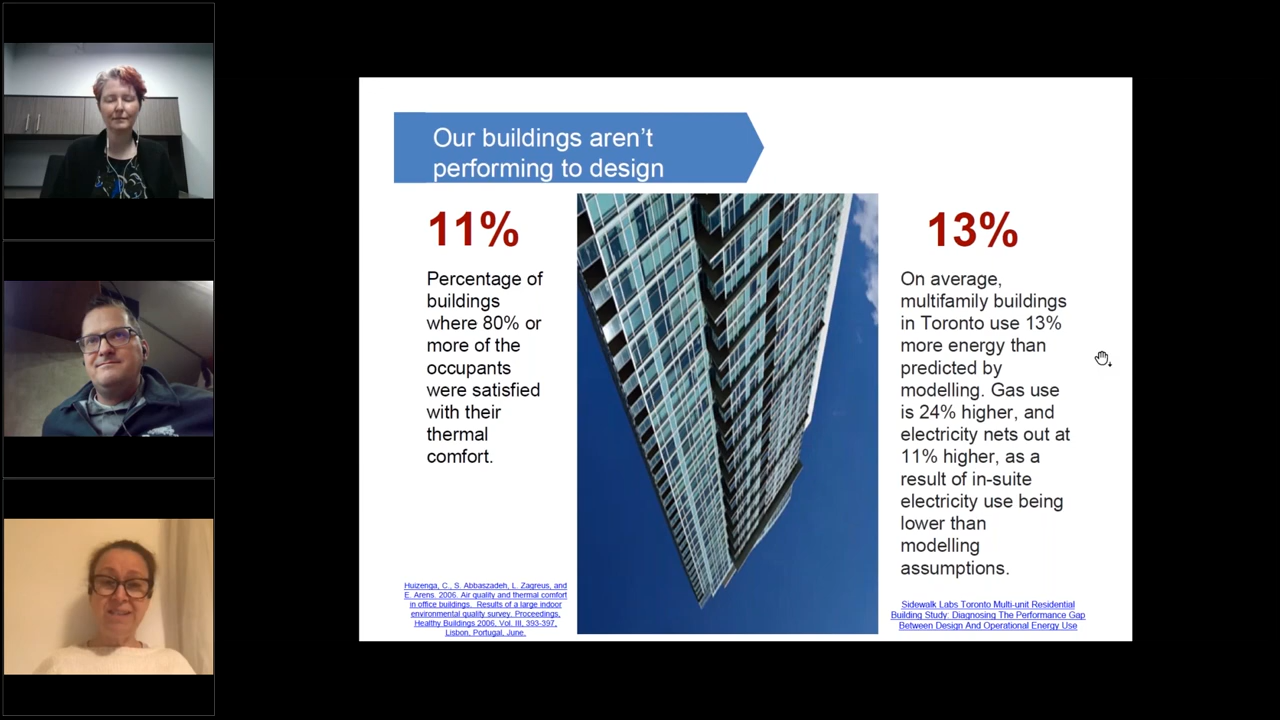 Our buildings aren't
performing to design
11%
Percentage of
buildings
where 80% or
more of the
occupants
were satisfied
with their
thermal
comfort.
Huizenga, C., S. Abbaszadeh, L. Zagreus, and
E. Arens. 2006. Air quality and thermal comfort
in office buildings. Results of a large indoor
environmental quality survey. Proceedings,
Healthy Buildings 2006, Vol. III, 393-397,
Lisbon, Portugal, June.
13%
On average,
multifamily buildings
in Toronto use 13%
more energy than
predicted by
modelling. Gas use
is 24% higher, and
electricity nets out at
11% higher, as a
result of in-suite
electricity use being
lower than
modelling
assumptions.
Sidewalk Labs Toronto Multi-unit Residential
Building Study: Diagnosing The Performance Gap
Between Design And Operational Energy Use